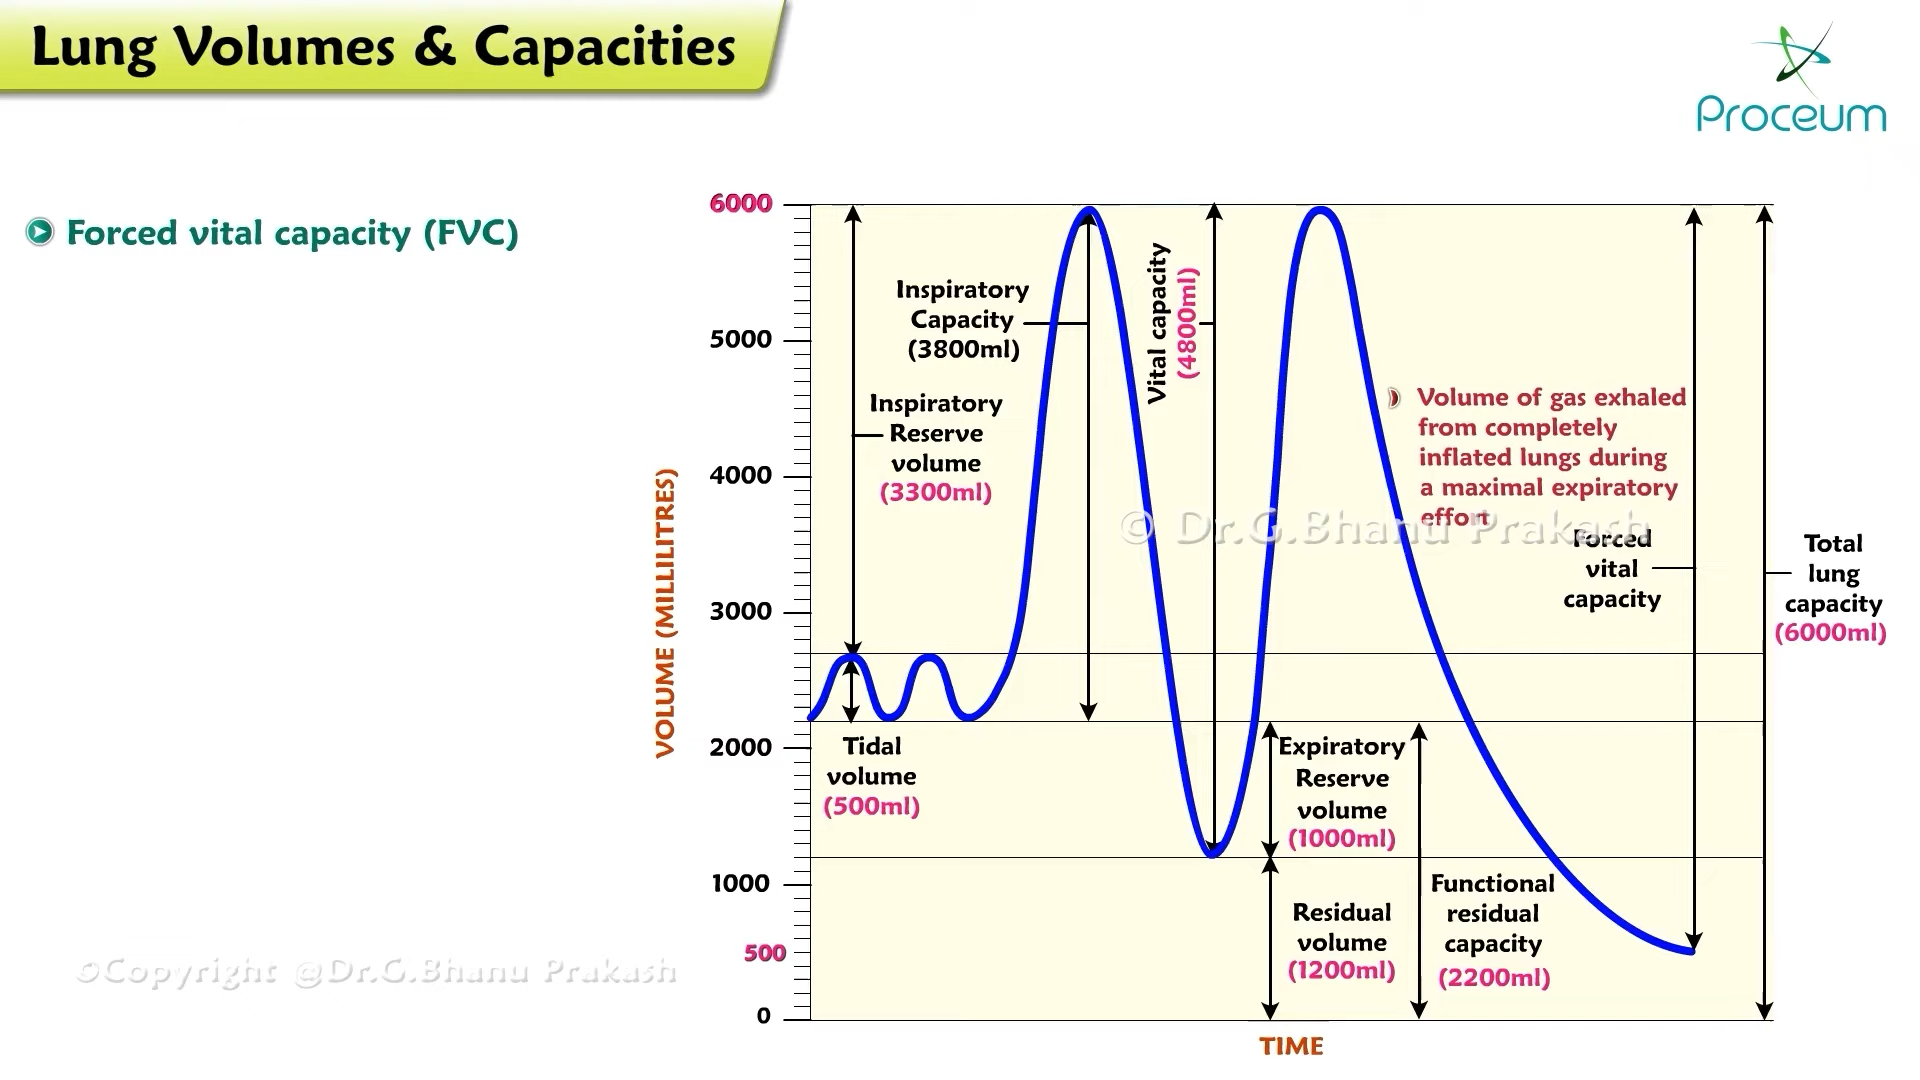 Lung Volumes & Capacities
Proceum
Forced vital capacity (FVC)
VOLUME (MILLILITRES)
6000
5000
4000
3000
2000
1000
500
0
Inspiratory
Capacity
(3800ml)
Inspiratory
Reserve
volume
(3300ml)
Tidal
volume
(500ml)
Vital capacity
(4800ml)
Expiratory
Reserve
volume
(1000ml)
Residual
volume
(1200ml)
Functional
residual
capacity
(2200ml)
Volume of gas exhaled
from completely
inflated lungs during
a maximal expiratory
effort
Forced
vital
capacity
Total
lung
capacity
(6000ml)
© Dr.G.Bhanu Prakash
©Copyright @Dr.G.Bhanu Prakash
TIME